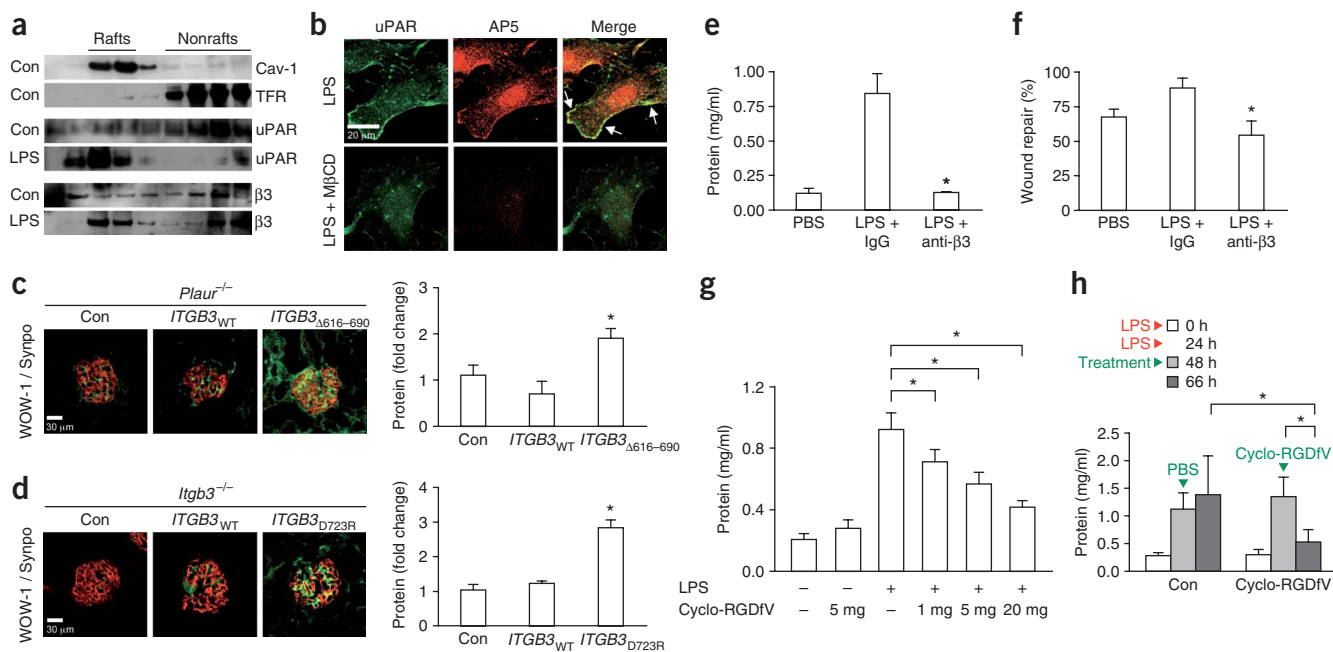 a
Rafts Nonrafts
Con Cav-1
Con TFR
Con uPAR
LPS uPAR
Con β3
LPS β3
b
uPAR AP5 Merge
LPS
20 μm
LPS + MβCD
c
Plaur–/–
Con ITGB3WT ITGB3Δ616–690
WOW-1 / Synpo
30 μm
Protein (fold change)
3
2
1
0
*
Con ITGB3WT ITGB3Δ616–690
d
Itgb3–/–
Con ITGB3WT ITGB3D723R
WOW-1 / Synpo
30 μm
Protein (fold change)
4
3
2
1
0
*
Con ITGB3WT ITGB3D723R
e
Protein (mg/ml)
1.00
0.75
0.50
0.25
0.00
*
PBS LPS + IgG LPS + anti-β3
f
Wound repair (%)
100
75
50
25
0
*
PBS LPS + IgG LPS + anti-β3
g
Protein (mg/ml)
1.2
0.8
0.4
0.0
*
*
*
LPS – – + + + +
Cyclo-RGDfV – 5 mg – 1 mg 5 mg 20 mg
h
LPS 0 h
LPS 24 h
Treatment 48 h
66 h
*
*
Protein (mg/ml)
2.5
2.0
1.5
1.0
0.5
0.0
PBS Cyclo-RGDfV
Con Cyclo-RGDfV